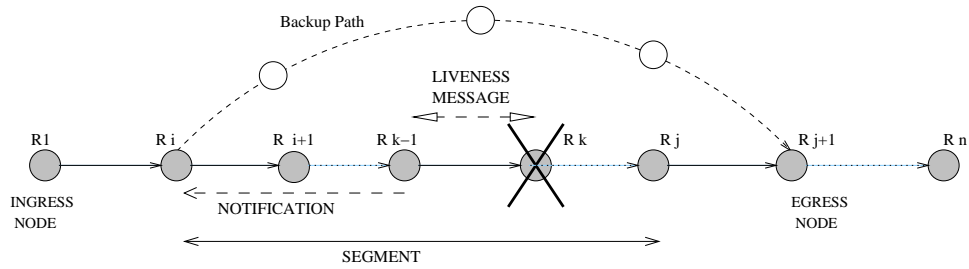 Backup Path
LIVENESS
MESSAGE
R1
R i
R i+1
R k−1
R k
R j
R j+1
R n
INGRESS
NODE
NOTIFICATION
EGRESS
NODE
SEGMENT